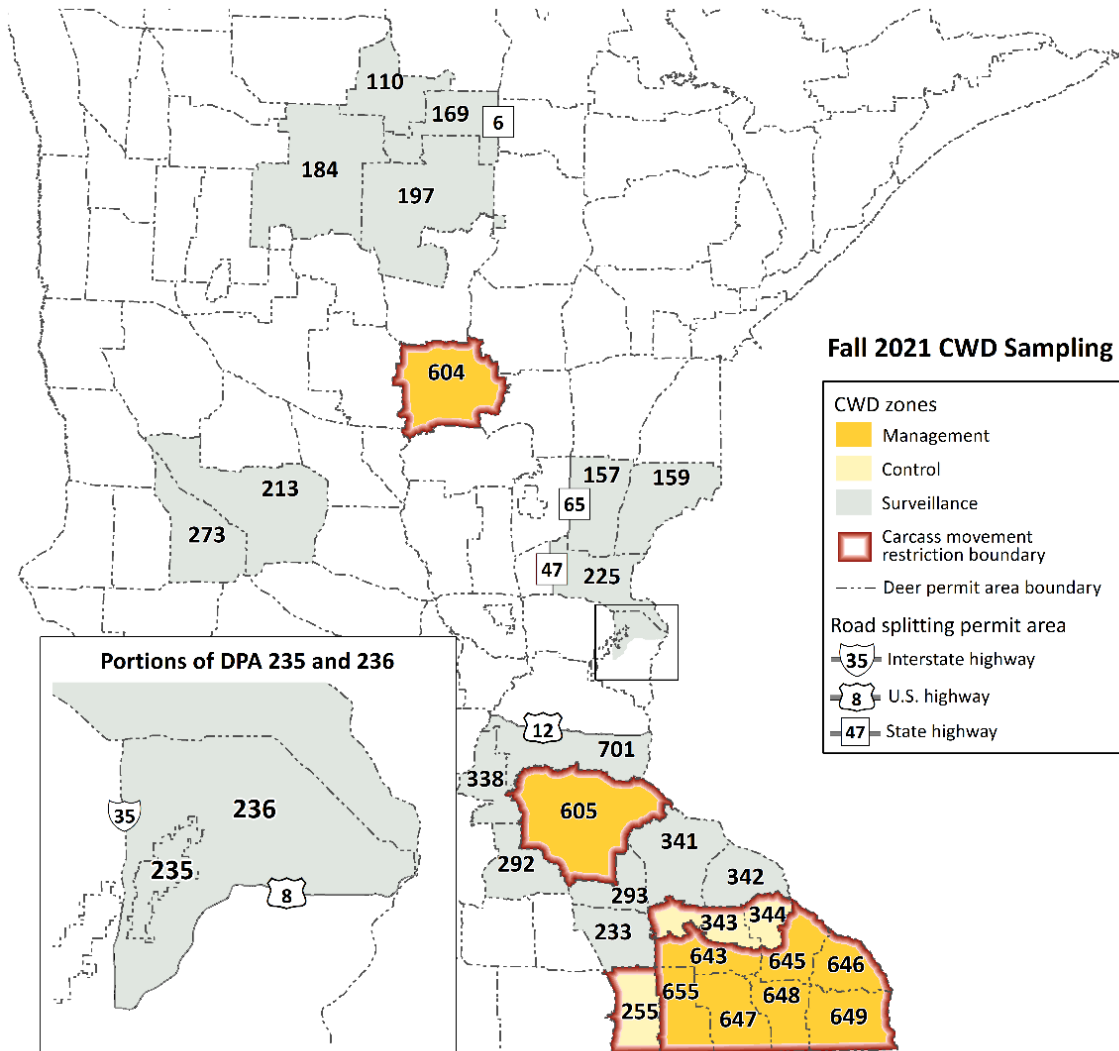 110
169
6
184
197
604
Fall 2021 CWD Sampling
CWD zones
Management
Control
Surveillance
Carcass movement
restriction boundary
Deer permit area boundary
Road splitting permit area
35 Interstate highway
8 U.S. highway
47 State highway
213
273
157
159
65
47
225
Portions of DPA 235 and 236
236
35
235
8
12
701
338
605
341
292
342
293
343
344
233
643
645
646
655
648
255
647
649